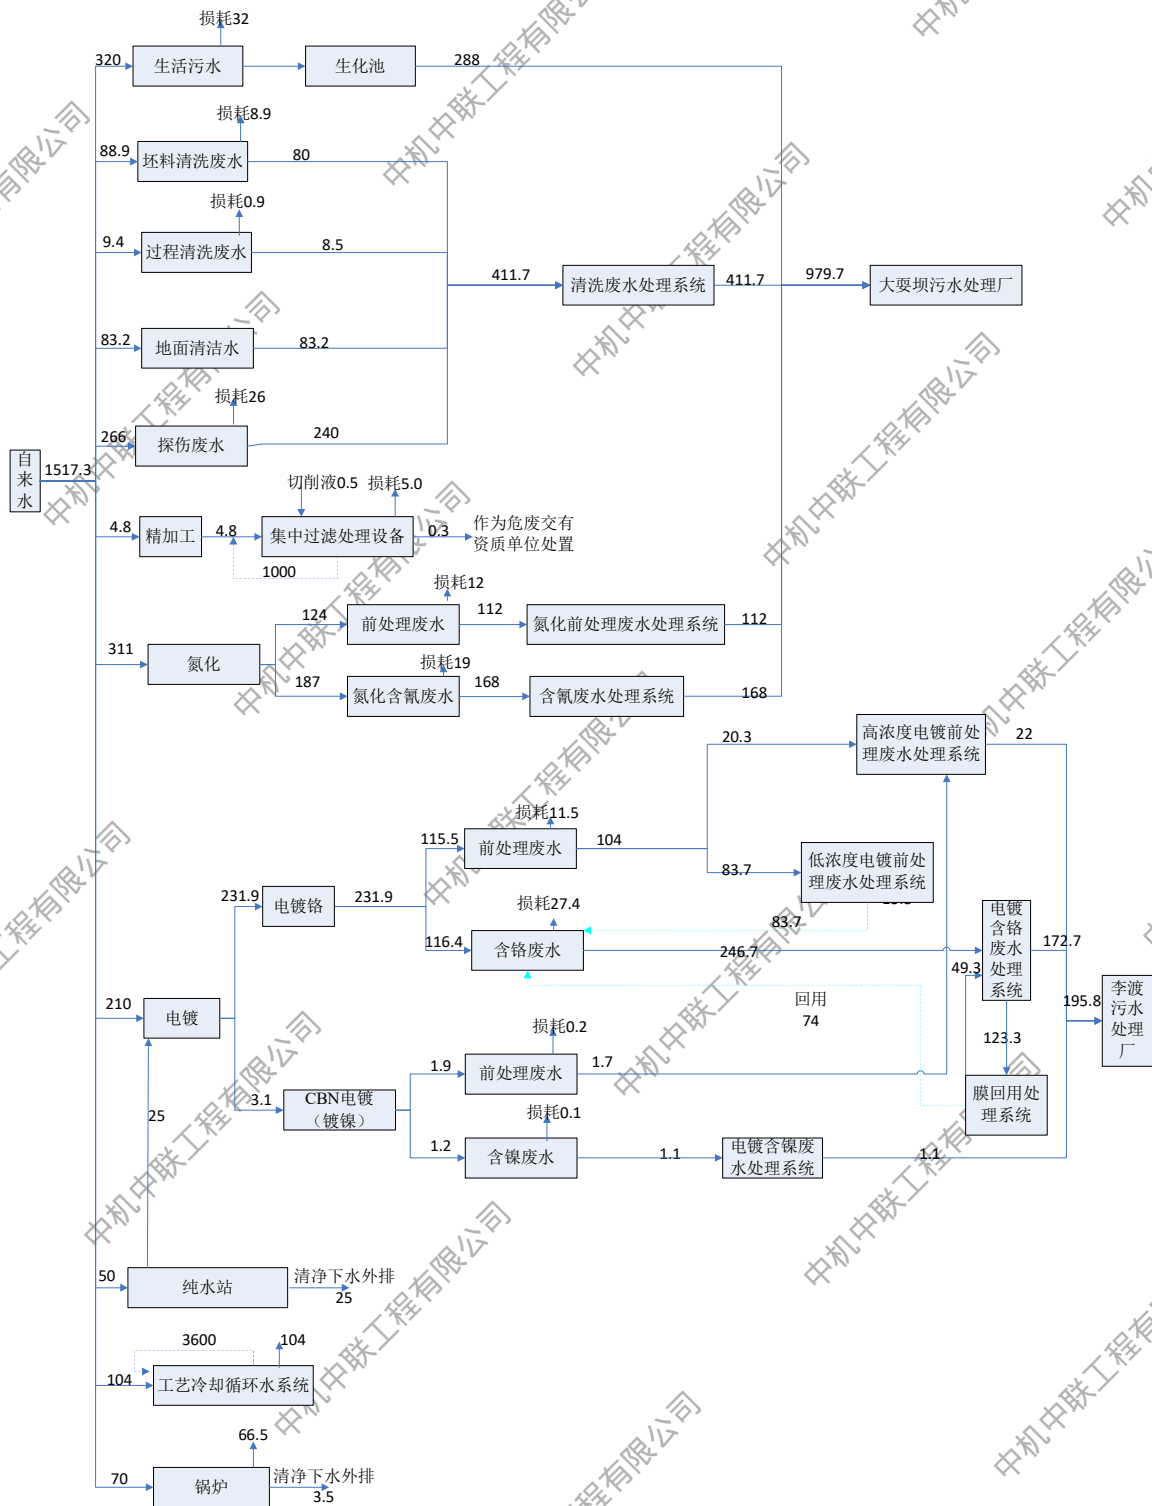 损耗32
320
生活污水
生化池
288
损耗8.9
88.9
坯料清洗废水
80
损耗0.9
9.4
过程清洗废水
8.5
411.7
清洗废水处理系统
411.7
979.7
大耍坝污水处理厂
83.2
地面清洁水
83.2
损耗26
266
探伤废水
240
自
来
水
1517.3
切削液0.5
损耗5.0
4.8
精加工
4.8
集中过滤处理设备
0.3
作为危废交有
资质单位处置
1000
损耗12
124
前处理废水
112
氮化前处理废水处理系统
112
311
氮化
损耗19
187
氮化含氰废水
168
含氰废水处理系统
168
20.3
高浓度电镀前处
理废水处理系统
22
损耗11.5
115.5
前处理废水
104
83.7
低浓度电镀前处
理废水处理系统
231.9
电镀铬
231.9
损耗27.4
83.7
116.4
含铬废水
246.7
电镀
含铬
废水
处理
系统
172.7
49.3
210
电镀
回用
74
195.8
李渡
污水
处理
厂
损耗0.2
123.3
1.9
前处理废水
1.7
膜回用处
理系统
3.1
CBN电镀
（镀镍）
25
损耗0.1
1.2
含镍废水
1.1
电镀含镍废
水处理系统
1.1
50
纯水站
清净下水外排
25
3600
104
104
工艺冷却循环水系统
66.5
70
锅炉
清净下水外排
3.5
中机中联工程有限公司